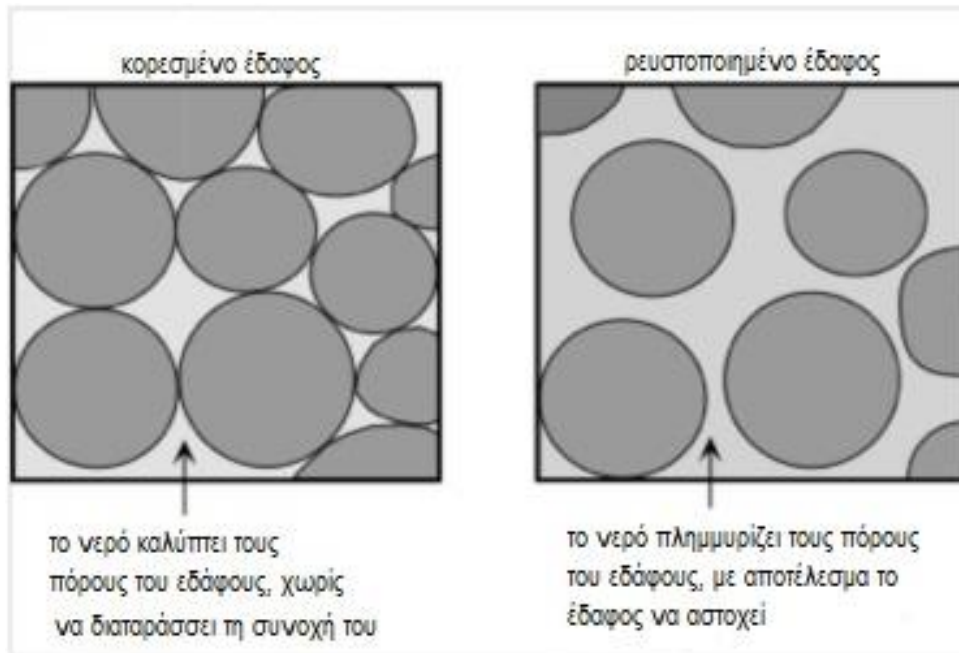 κορεσμένο έδαφος
ρευστοποιημένο έδαφος
το νερό καλύπτει τους
πόρους του εδάφους, χωρίς
να διαταράσσει τη συνοχή του
το νερό πλημμυρίζει τους πόρους
του εδάφους, με αποτέλεσμα το
έδαφος να αστοχεί